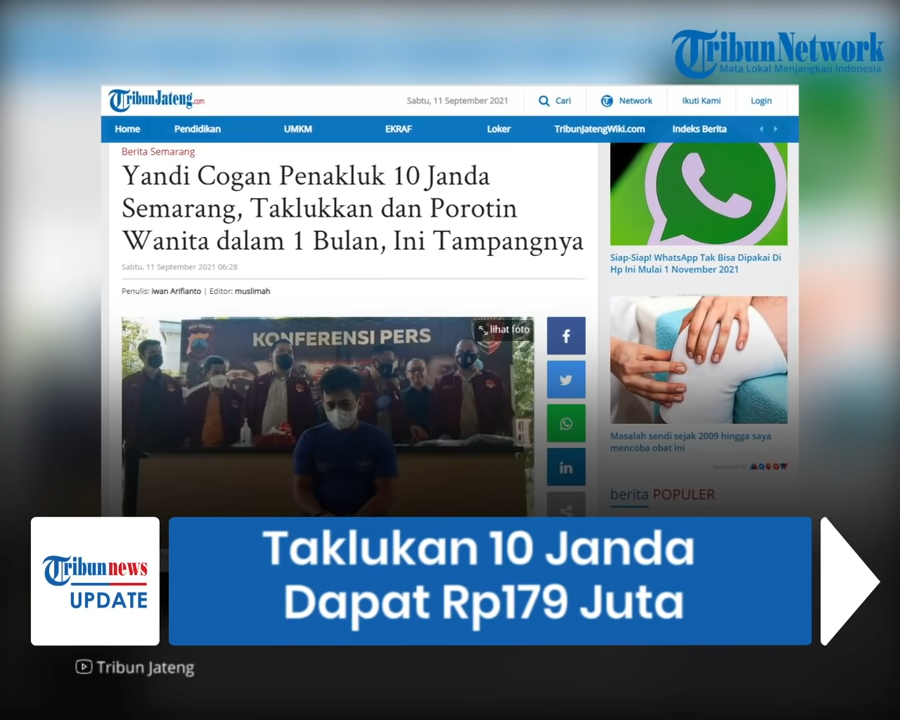 TribunNetwork
Mata Lokal Menjangkau Indonesia
TribunJateng.com
Sabtu, 11 September 2021
Cari
Network
Ikuti Kami
Login
Home
Pendidikan
UMKM
EKRAF
Loker
TribunJatengWiki.com
Indeks Berita
Berita Semarang
Yandi Cogan Penakluk 10 Janda
Semarang, Taklukkan dan Porotin
Wanita dalam 1 Bulan, Ini Tampangnya
Sabtu, 11 September 2021 06:28
Penulis: iwan Arifianto | Editor: muslimah
lihat foto
KONFERENSI PERS
Siap-Siap! WhatsApp Tak Bisa Dipakai Di
Hp Ini Mulai 1 November 2021
Masalah sendi sejak 2009 hingga saya
mencoba obat ini
berita POPULER
Tribunnews
UPDATE
Taklukan 10 Janda
Dapat Rp179 Juta
Tribun Jateng